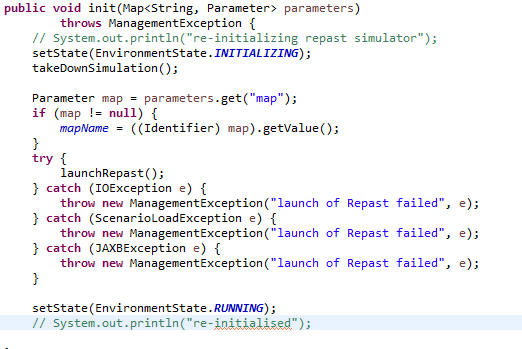 public void init(Map<String, Parameter> parameters)
        throws ManagementException {
    // System.out.println("re-initializing repast simulator");
    setState(EnvironmentState.INITIALIZING);
    takeDownSimulation();

    Parameter map = parameters.get("map");
    if (map != null) {
        mapName = ((Identifier) map).getValue();
    }
    try {
        launchRepast();
    } catch (IOException e) {
        throw new ManagementException("launch of Repast failed", e);
    } catch (ScenarioLoadException e) {
        throw new ManagementException("launch of Repast failed", e);
    } catch (JAXBException e) {
        throw new ManagementException("launch of Repast failed", e);
    }

    setState(EnvironmentState.RUNNING);
    // System.out.println("re-initialised");